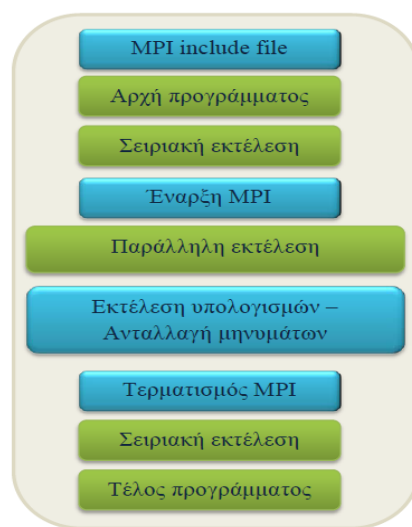 MPI include file
Αρχή προγράμματος
Σειριακή εκτέλεση
Έναρξη MPI
Παράλληλη εκτέλεση
Εκτέλεση υπολογισμών –
Ανταλλαγή μηνυμάτων
Τερματισμός MPI
Σειριακή εκτέλεση
Τέλος προγράμματος